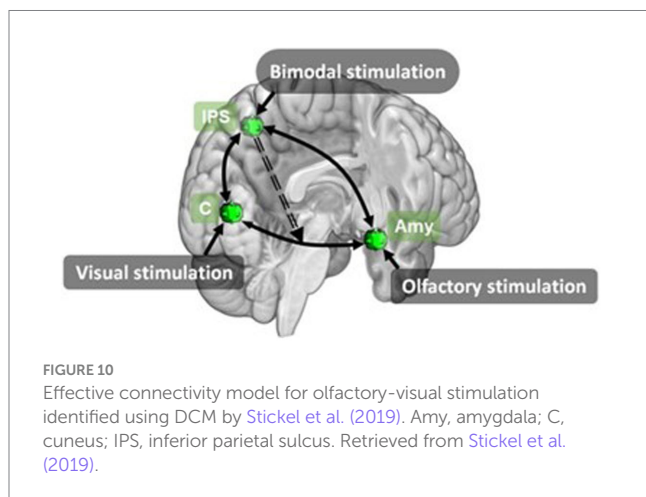 Bimodal stimulation
IPS
C
Amy
Visual stimulation
Olfactory stimulation
FIGURE 10
Effective connectivity model for olfactory-visual stimulation
identified using DCM by Stickel et al. (2019). Amy, amygdala; C,
cuneus; IPS, inferior parietal sulcus. Retrieved from Stickel et al.
(2019).